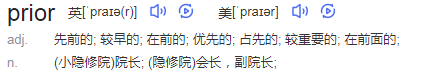 prior 英[ˈpraɪə(r)] 美[ˈpraɪər]
adj. 先前的; 较早的; 在前的; 优先的; 占先的; 较重要的; 在前面的;
n. (小隐修院)院长; (隐修院)会长，副院长;